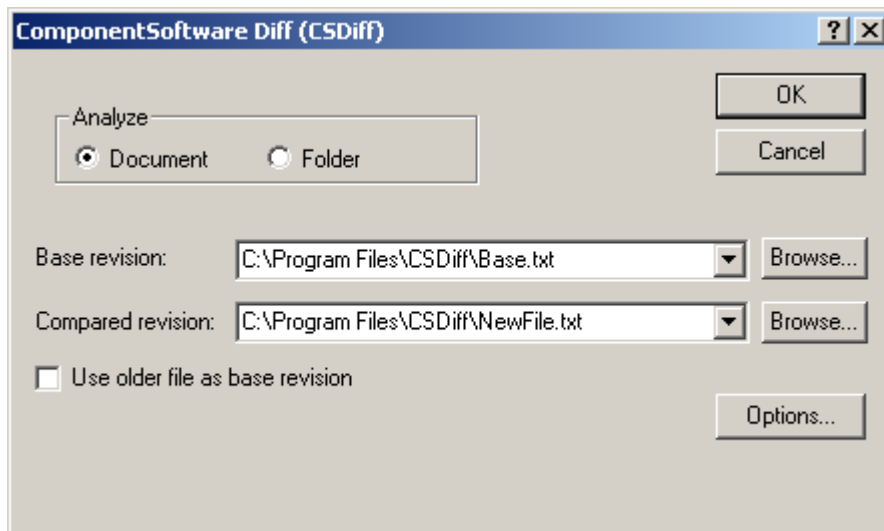 ComponentSoftware Diff (CSDiff)
OK
Analyze
Document Folder
Cancel
Base revision: C:\Program Files\CSDiff\Base.txt Browse...
Compared revision: C:\Program Files\CSDiff\NewFile.txt Browse...
Use older file as base revision
Options...